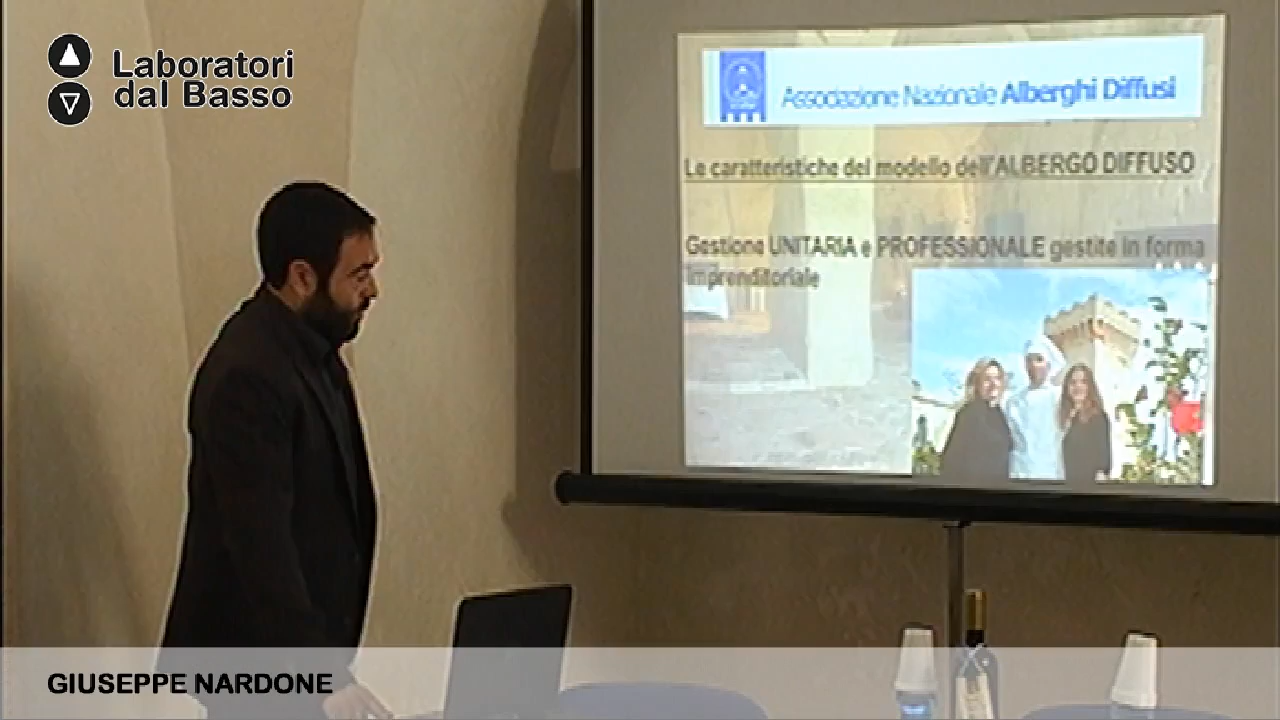 Laboratori
dal Basso
Associazione Nazionale Alberghi Diffusi
Le caratteristiche del modello dell'ALBERGO DIFFUSO
Gestione UNITARIA e PROFESSIONALE gestite in forma
imprenditoriale
GIUSEPPE NARDONE